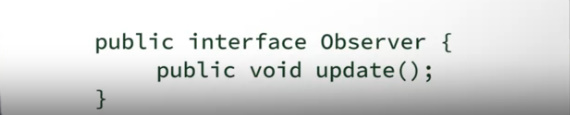 public interface Observer {
public void update();
}